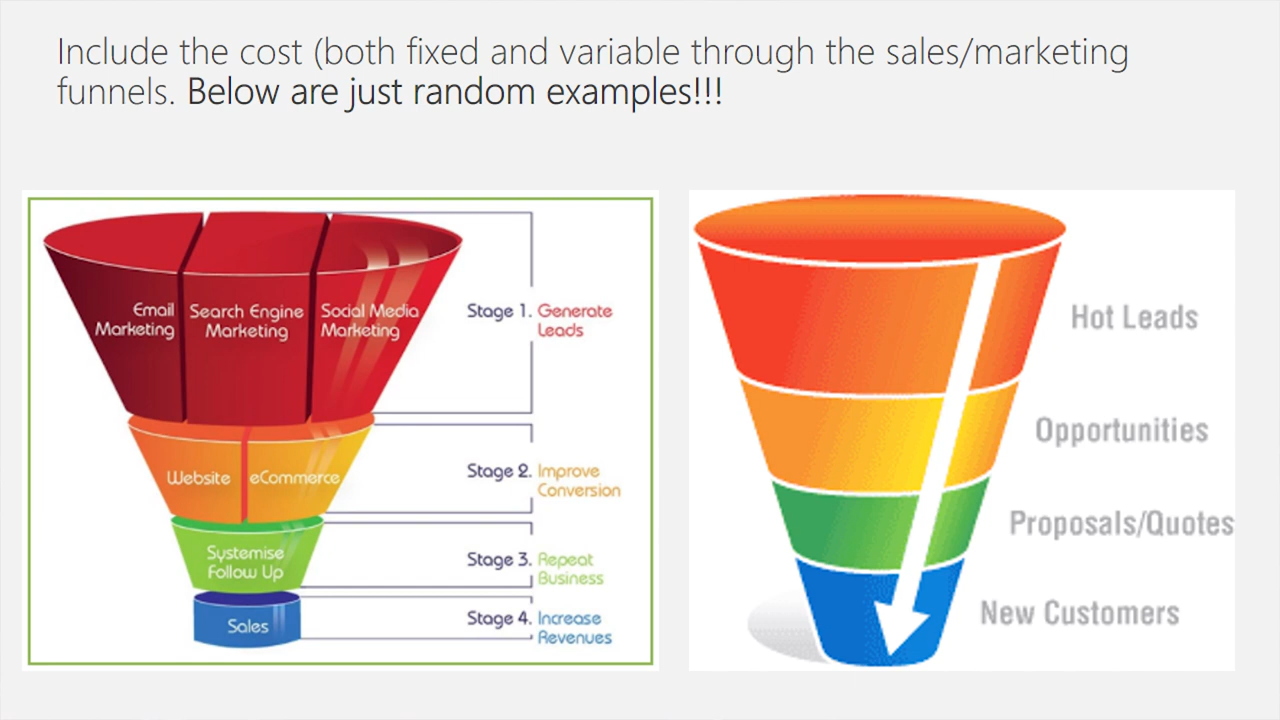 Include the cost (both fixed and variable through the sales/marketing
funnels. Below are just random examples!!!
Email
Marketing
Search Engine
Marketing
Social Media
Marketing
Stage 1. Generate
Leads
Website
eCommerce
Stage 2. Improve
Conversion
Systemise
Follow Up
Stage 3. Repeat
Business
Sales
Stage 4. Increase
Revenues
Hot Leads
Opportunities
Proposals/Quotes
New Customers